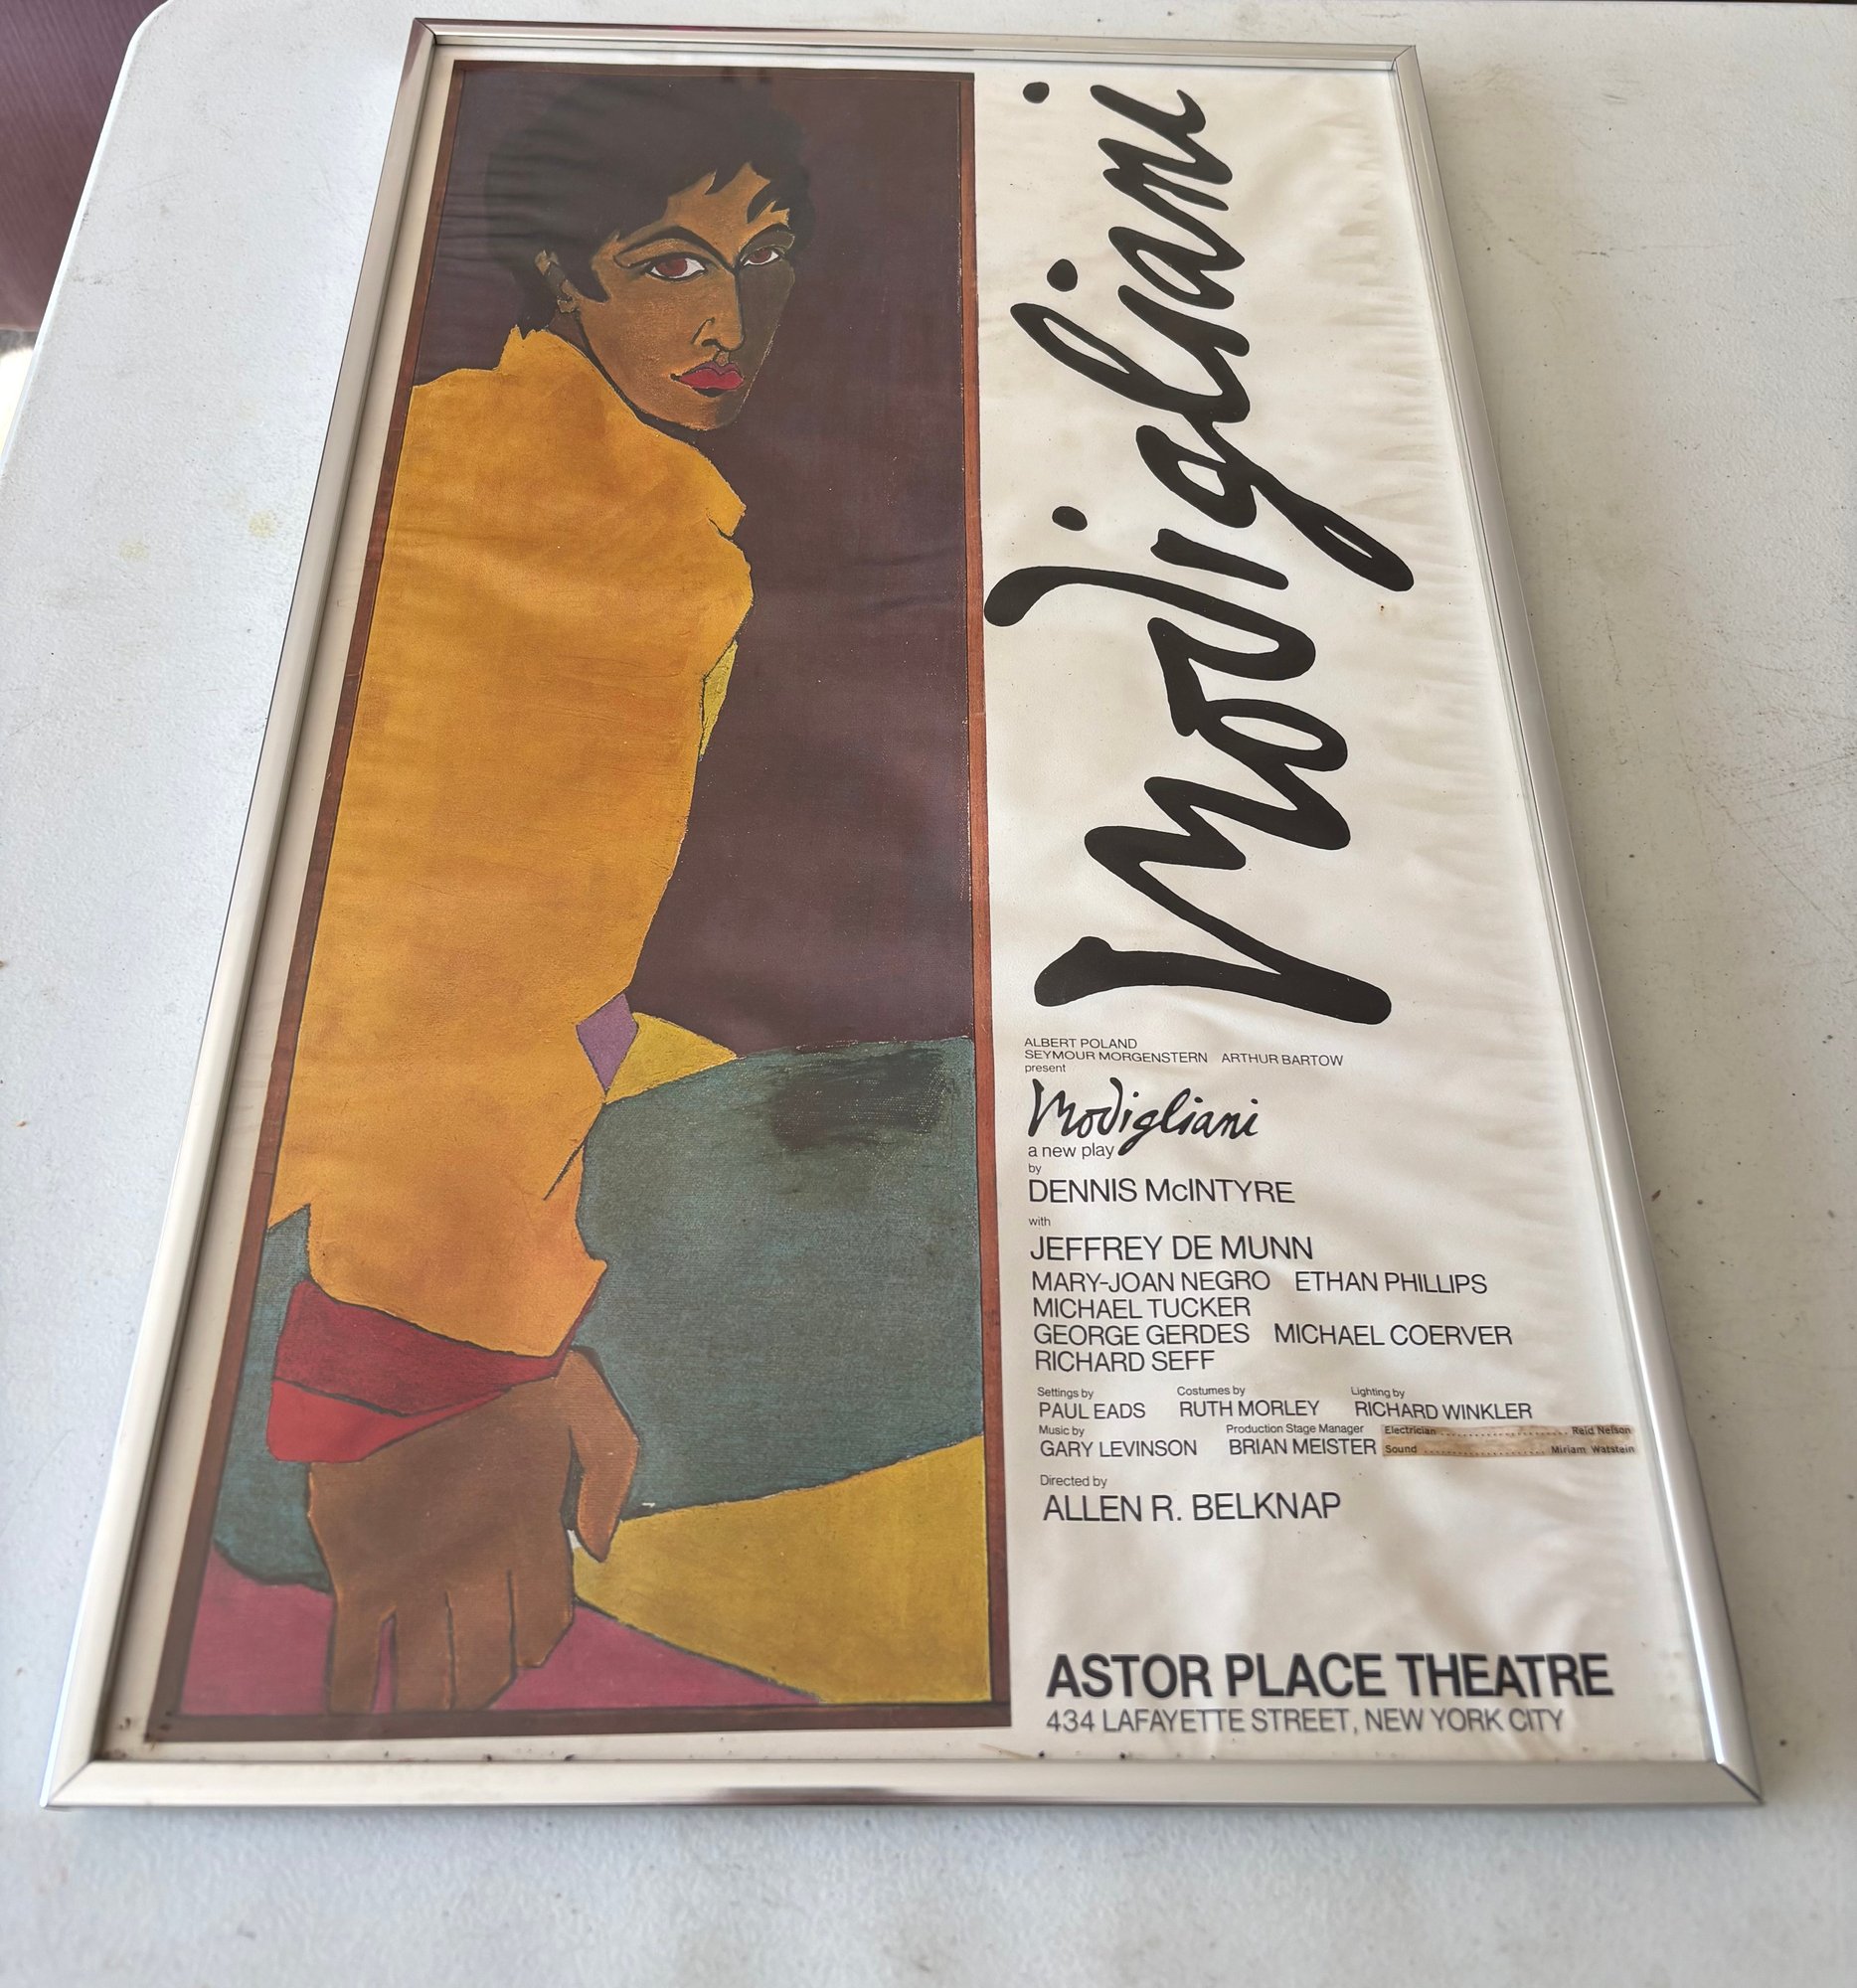 Modigliani
ALBERT POLAND
SEYMOUR MORGENSTERN ARTHUR BARTOW
present
Modigliani
a new play
by
DENNIS McINTYRE
with
JEFFREY DE MUNN
MARY-JOAN NEGRO ETHAN PHILLIPS
MICHAEL TUCKER
GEORGE GERDES MICHAEL COERVER
RICHARD SEFF
Settings by Costumes by Lighting by
PAUL EADS RUTH MORLEY RICHARD WINKLER
Music by Production Stage Manager Electrician Reid Nelson
GARY LEVINSON BRIAN MEISTER Sound Miriam Watstein
Directed by
ALLEN R. BELKNAP
ASTOR PLACE THEATRE
434 LAFAYETTE STREET, NEW YORK CITY